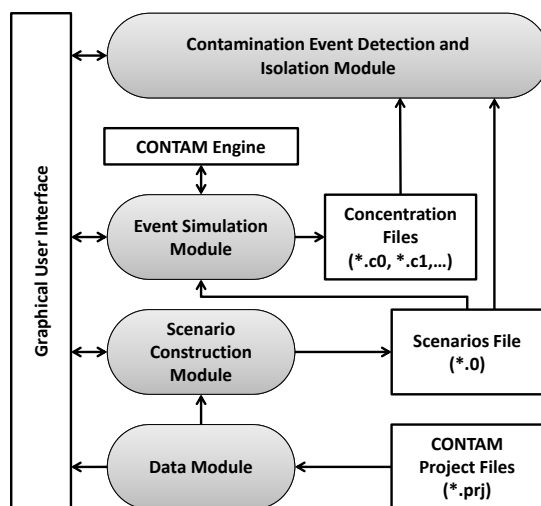 Contamination Event Detection and
Isolation Module
CONTAM Engine
Event Simulation
Module
Concentration
Files
(*.c0, *.c1,...)
Graphical User Interface
Scenario
Construction
Module
Scenarios File
(*.0)
Data Module
CONTAM
Project Files
(*.prj)